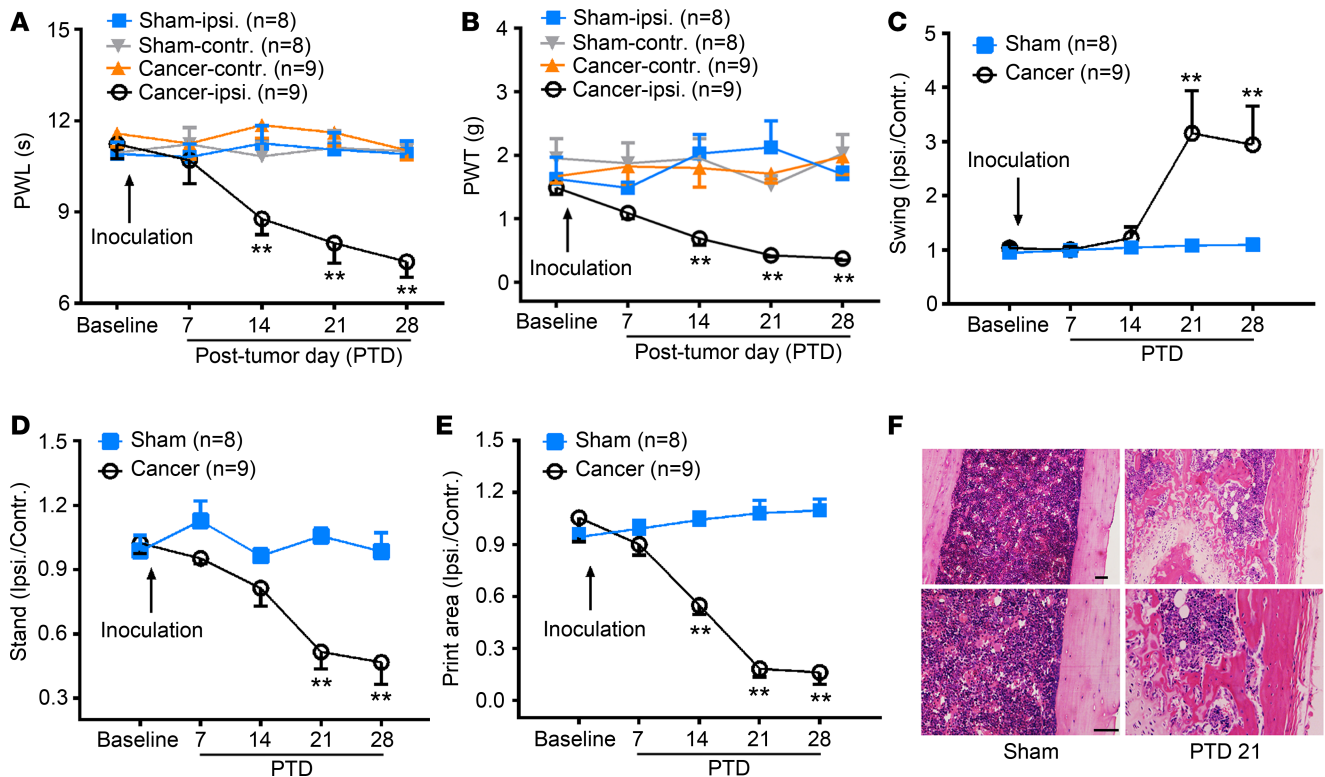 A
Sham-ipsi. (n=8)
Sham-contr. (n=8)
Cancer-contr. (n=9)
Cancer-ipsi. (n=9)
15
12
9
6
PWL (s)
Inoculation
**
**
**
Baseline 7 14 21 28
Post-tumor day (PTD)
B
Sham-ipsi. (n=8)
Sham-contr. (n=8)
Cancer-contr. (n=9)
Cancer-ipsi. (n=9)
4
3
2
1
0
PWT (g)
Inoculation
**
**
**
Baseline 7 14 21 28
Post-tumor day (PTD)
C
Sham (n=8)
Cancer (n=9)
5
4
3
2
1
0
Swing (Ipsi./Contr.)
Inoculation
**
**
Baseline 7 14 21 28
PTD
D
Sham (n=8)
Cancer (n=9)
1.5
1.2
0.9
0.6
0.3
Stand (Ipsi./Contr.)
Inoculation
**
**
Baseline 7 14 21 28
PTD
E
Sham (n=8)
Cancer (n=9)
1.5
1.2
0.9
0.6
0.3
0.0
Print area (Ipsi./Contr.)
Inoculation
**
**
**
Baseline 7 14 21 28
PTD
F
Sham PTD 21